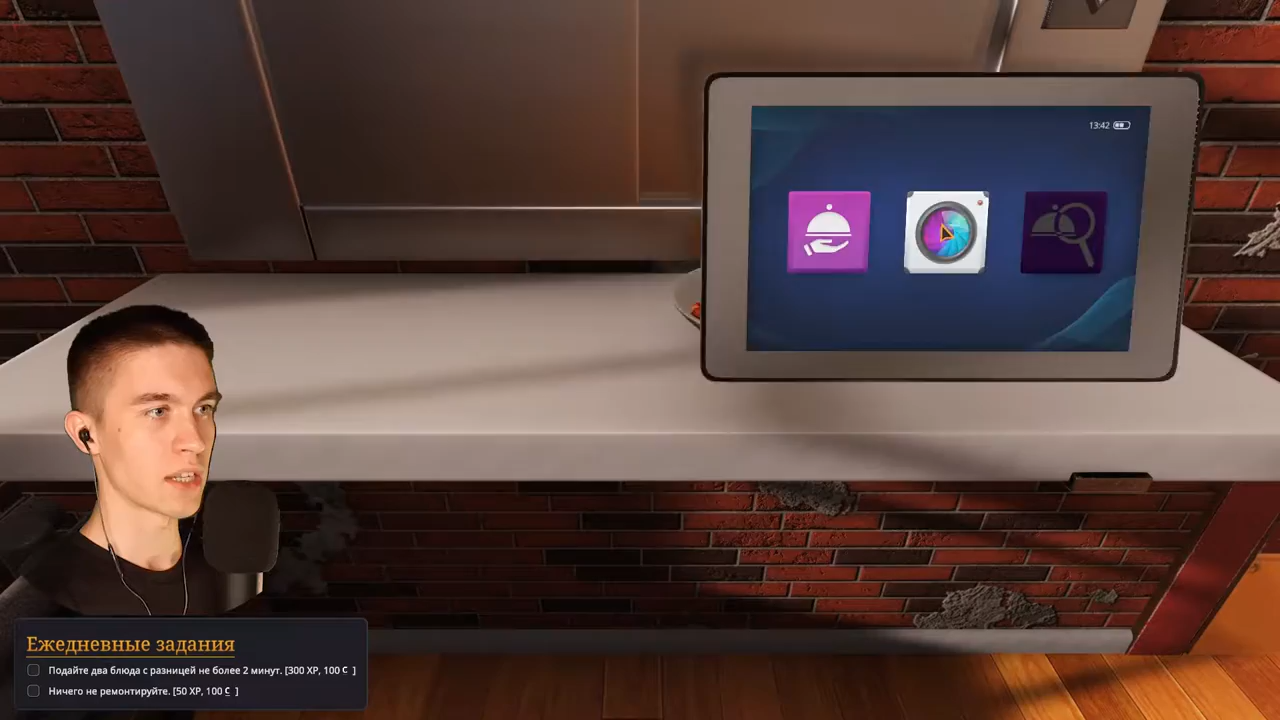 13:42
Ежедневные задания
Подайте два блюда с разницей не более 2 минут. [300 XP, 100 C ]
Ничего не ремонтируйте. [50 XP, 100 C ]